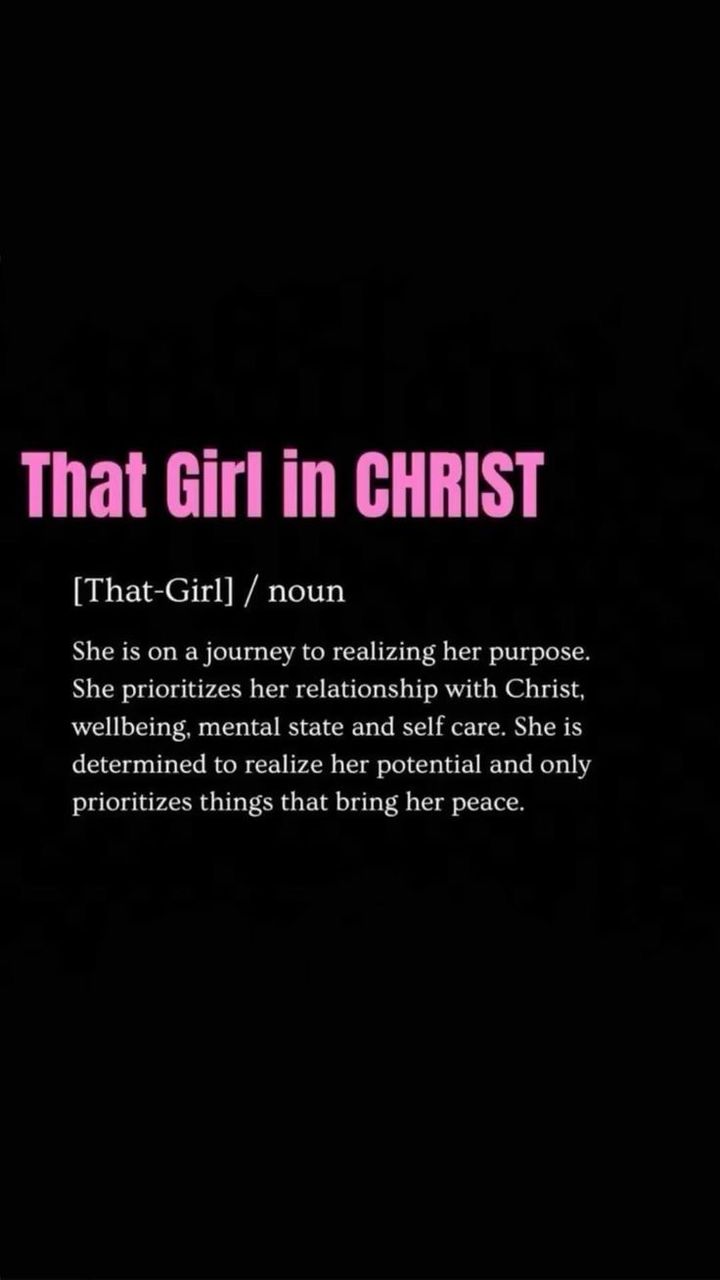 That Girl in CHRIST
[That-Girl] / noun
She is on a journey to realizing her purpose.
She prioritizes her relationship with Christ,
wellbeing, mental state and self care. She is
determined to realize her potential and only
prioritizes things that bring her peace.